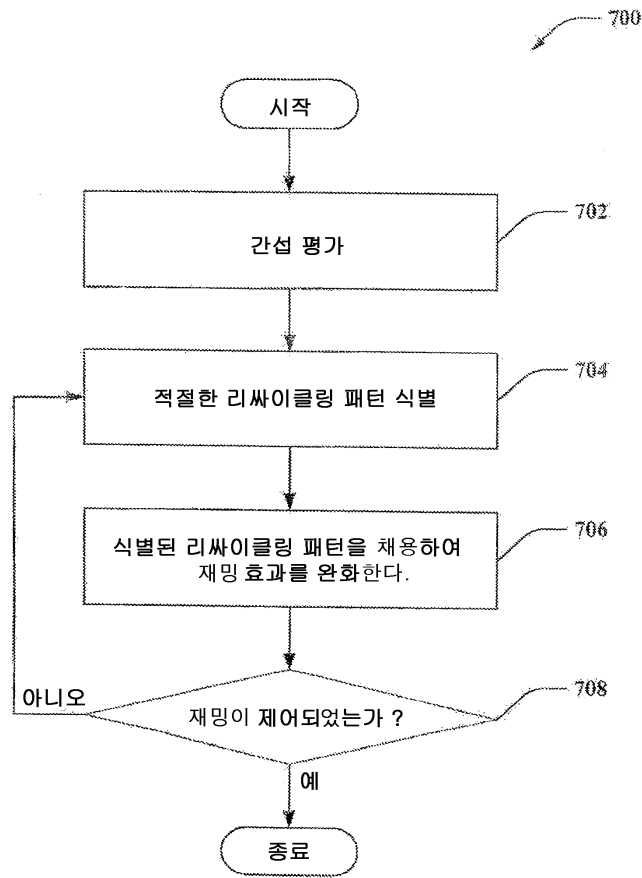 700
시작
702
간섭 평가
704
적절한 리싸이클링 패턴 식별
706
식별된 리싸이클링 패턴을 채용하여
재밍 효과를 완화한다.
708
아니오
재밍이 제어되었는가 ?
예
종료